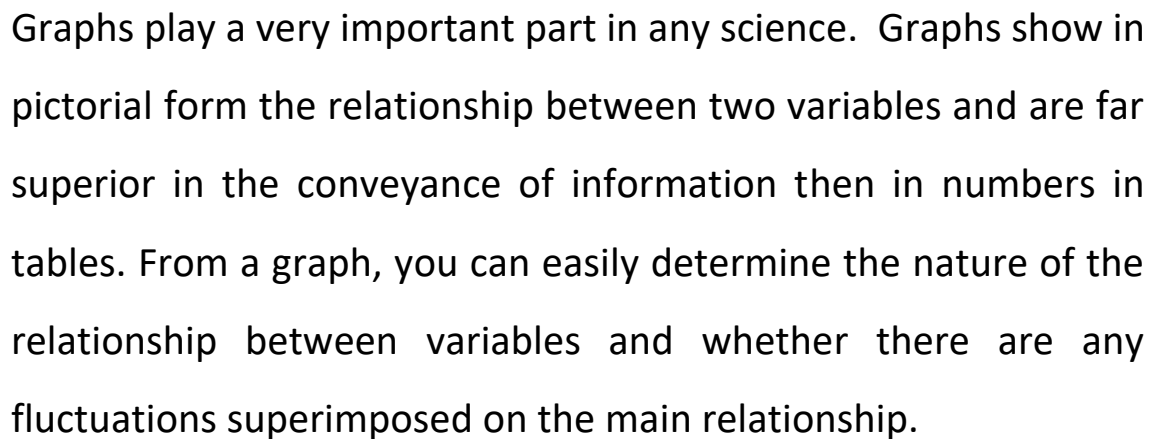 Graphs play a very important part in any science.  Graphs show in
pictorial form the relationship between two variables and are far
superior in the conveyance of information then in numbers in
tables. From a graph, you can easily determine the nature of the
relationship between variables and whether there are any
fluctuations superimposed on the main relationship.